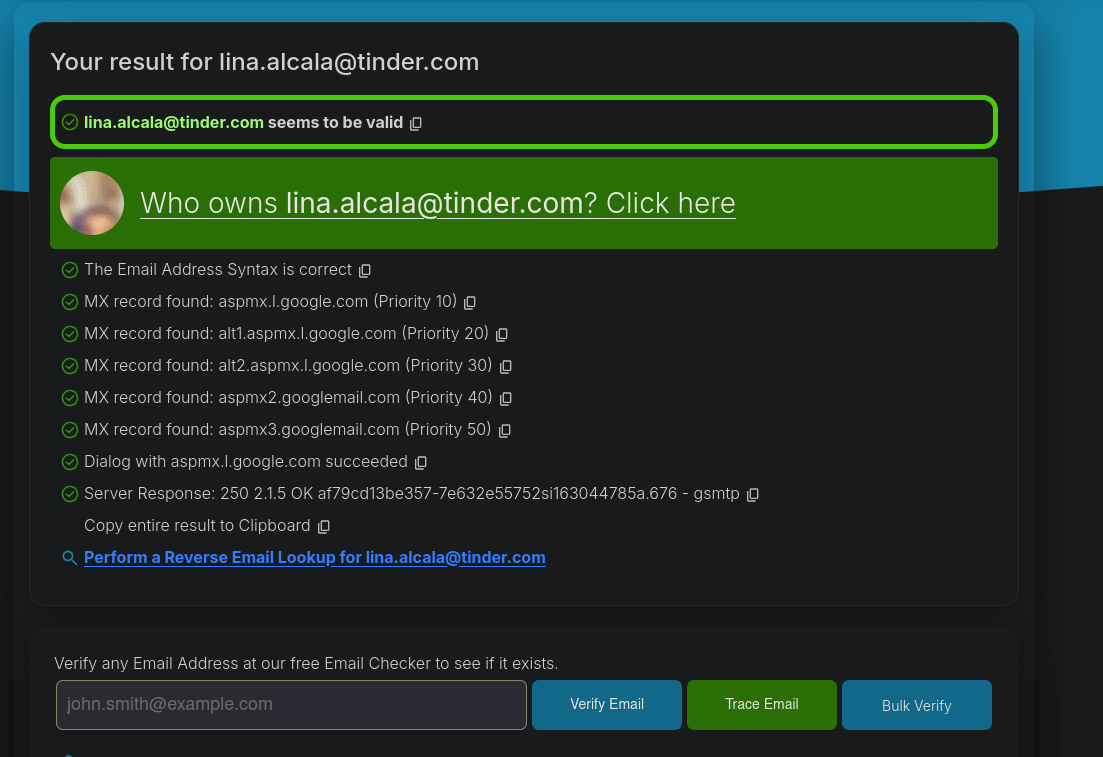 Your result for lina.alcala@tinder.com
lina.alcala@tinder.com seems to be valid
Who owns lina.alcala@tinder.com? Click here
The Email Address Syntax is correct
MX record found: aspmx.l.google.com (Priority 10)
MX record found: alt1.aspmx.l.google.com (Priority 20)
MX record found: alt2.aspmx.l.google.com (Priority 30)
MX record found: aspmx2.googlemail.com (Priority 40)
MX record found: aspmx3.googlemail.com (Priority 50)
Dialog with aspmx.l.google.com succeeded
Server Response: 250 2.1.5 OK af79cd13be357-7e632e55752si163044785a.676 - gsmtp
Copy entire result to Clipboard
Perform a Reverse Email Lookup for lina.alcala@tinder.com
Verify any Email Address at our free Email Checker to see if it exists.
john.smith@example.com
Verify Email
Trace Email
Bulk Verify